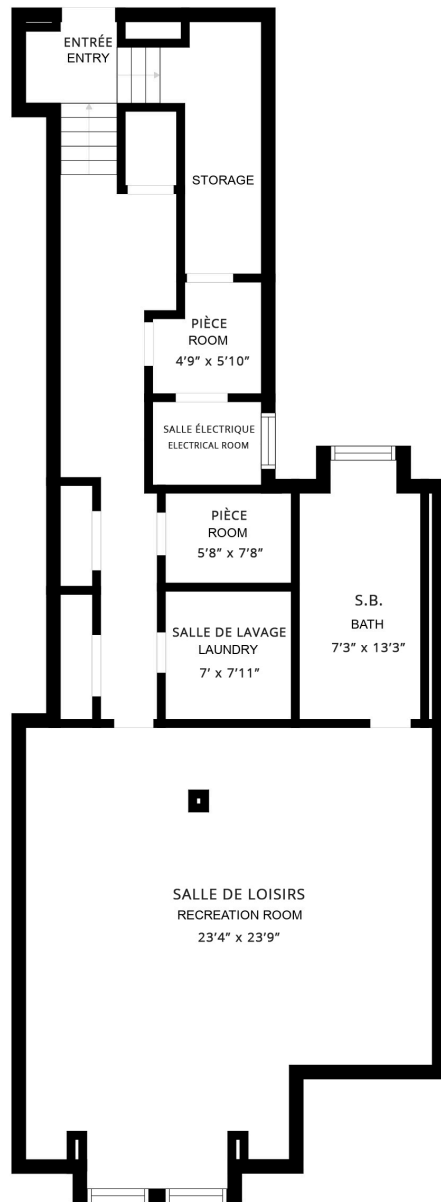 ENTRÉE
ENTRY
STORAGE
PIÈCE
ROOM
4'9" x 5'10"
SALLE ÉLECTRIQUE
ELECTRICAL ROOM
PIÈCE
ROOM
5'8" x 7'8"
S.B.
BATH
7'3" x 13'3"
SALLE DE LAVAGE
LAUNDRY
7' x 7'11"
SALLE DE LOISIRS
RECREATION ROOM
23'4" x 23'9"